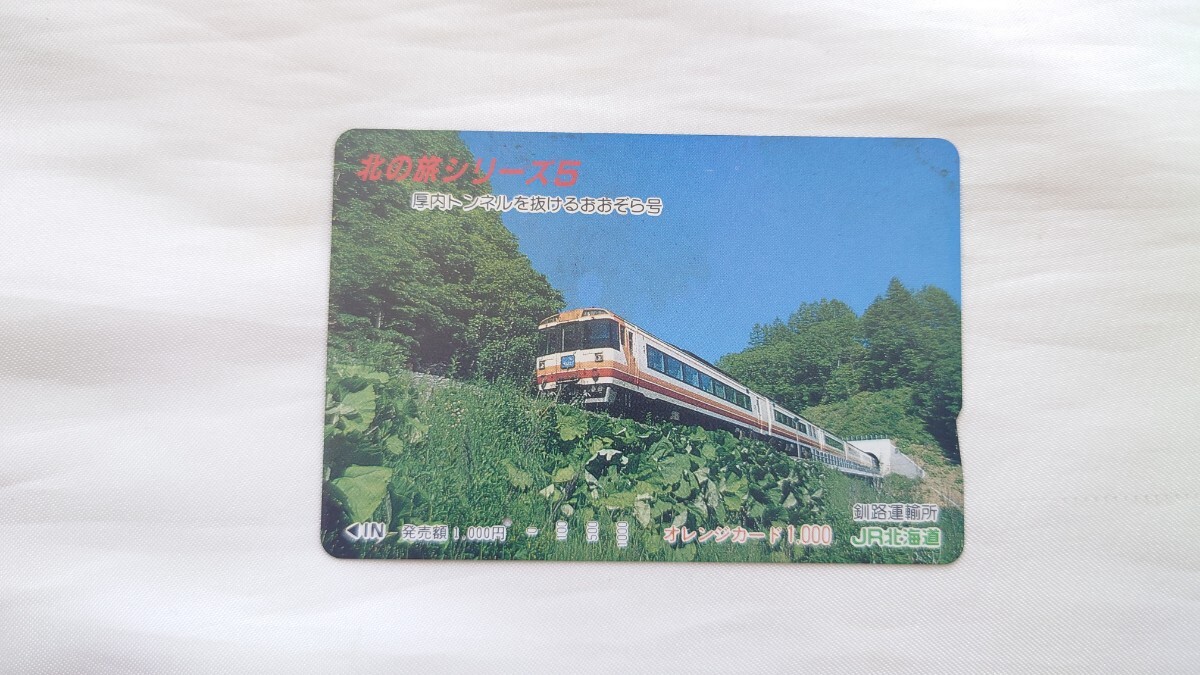 北の旅シリーズ5
厚内トンネルを抜けるおおぞら号
釧路運輸所
◁IN 発売額 1,000円 オレンジカード1,000 JR北海道